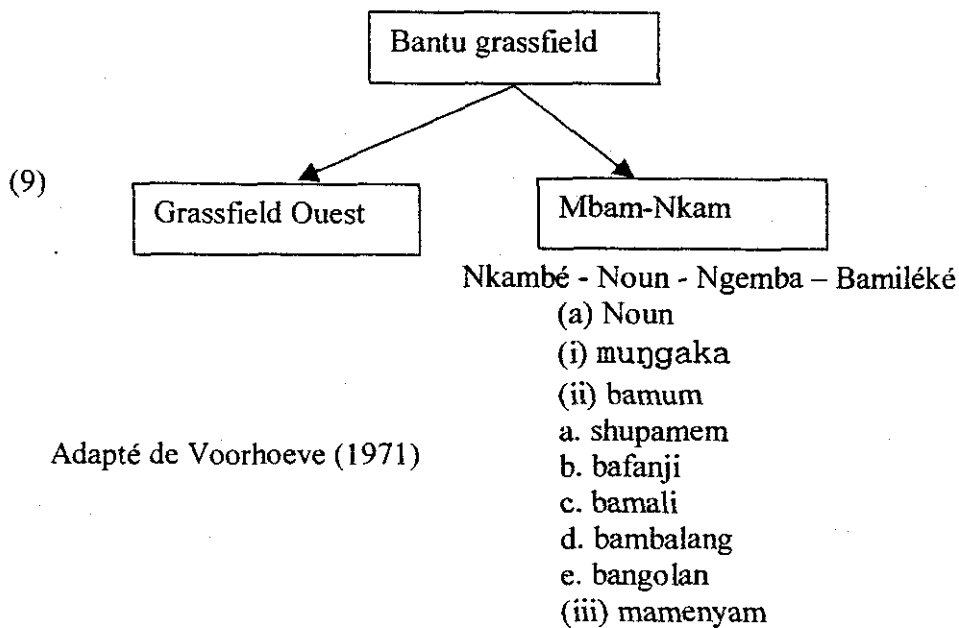 Bantu grassfield
(9)
Grassfield Ouest
Mbam-Nkam
Nkambé - Noun - Ngemba – Bamiléké
(a) Noun
(i) muŋgaka
(ii) bamum
Adapté de Voorhoeve (1971)
a. shupamem
b. bafanji
c. bamali
d. bambalang
e. bangolan
(iii) mamenyam